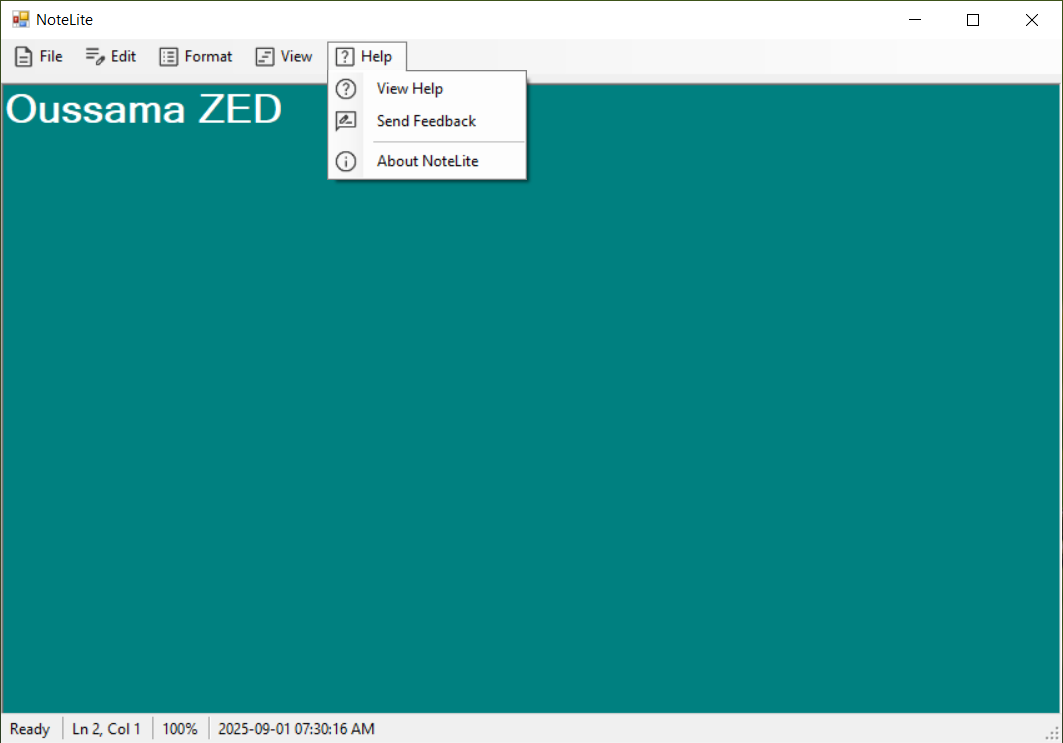 NoteLite
File Edit Format View Help
View Help
Send Feedback
About NoteLite
Oussama ZED
Ready Ln 2, Col 1 100% 2025-09-01 07:30:16 AM